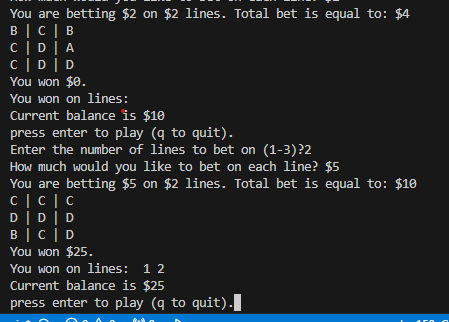 You are betting $2 on $2 lines. Total bet is equal to: $4
B | C | B
C | D | A
C | D | D
You won $0.
You won on lines:
Current balance is $10
press enter to play (q to quit).
Enter the number of lines to bet on (1-3)?2
How much would you like to bet on each line? $5
You are betting $5 on $2 lines. Total bet is equal to: $10
C | C | C
D | D | D
B | C | D
You won $25.
You won on lines:  1 2
Current balance is $25
press enter to play (q to quit).